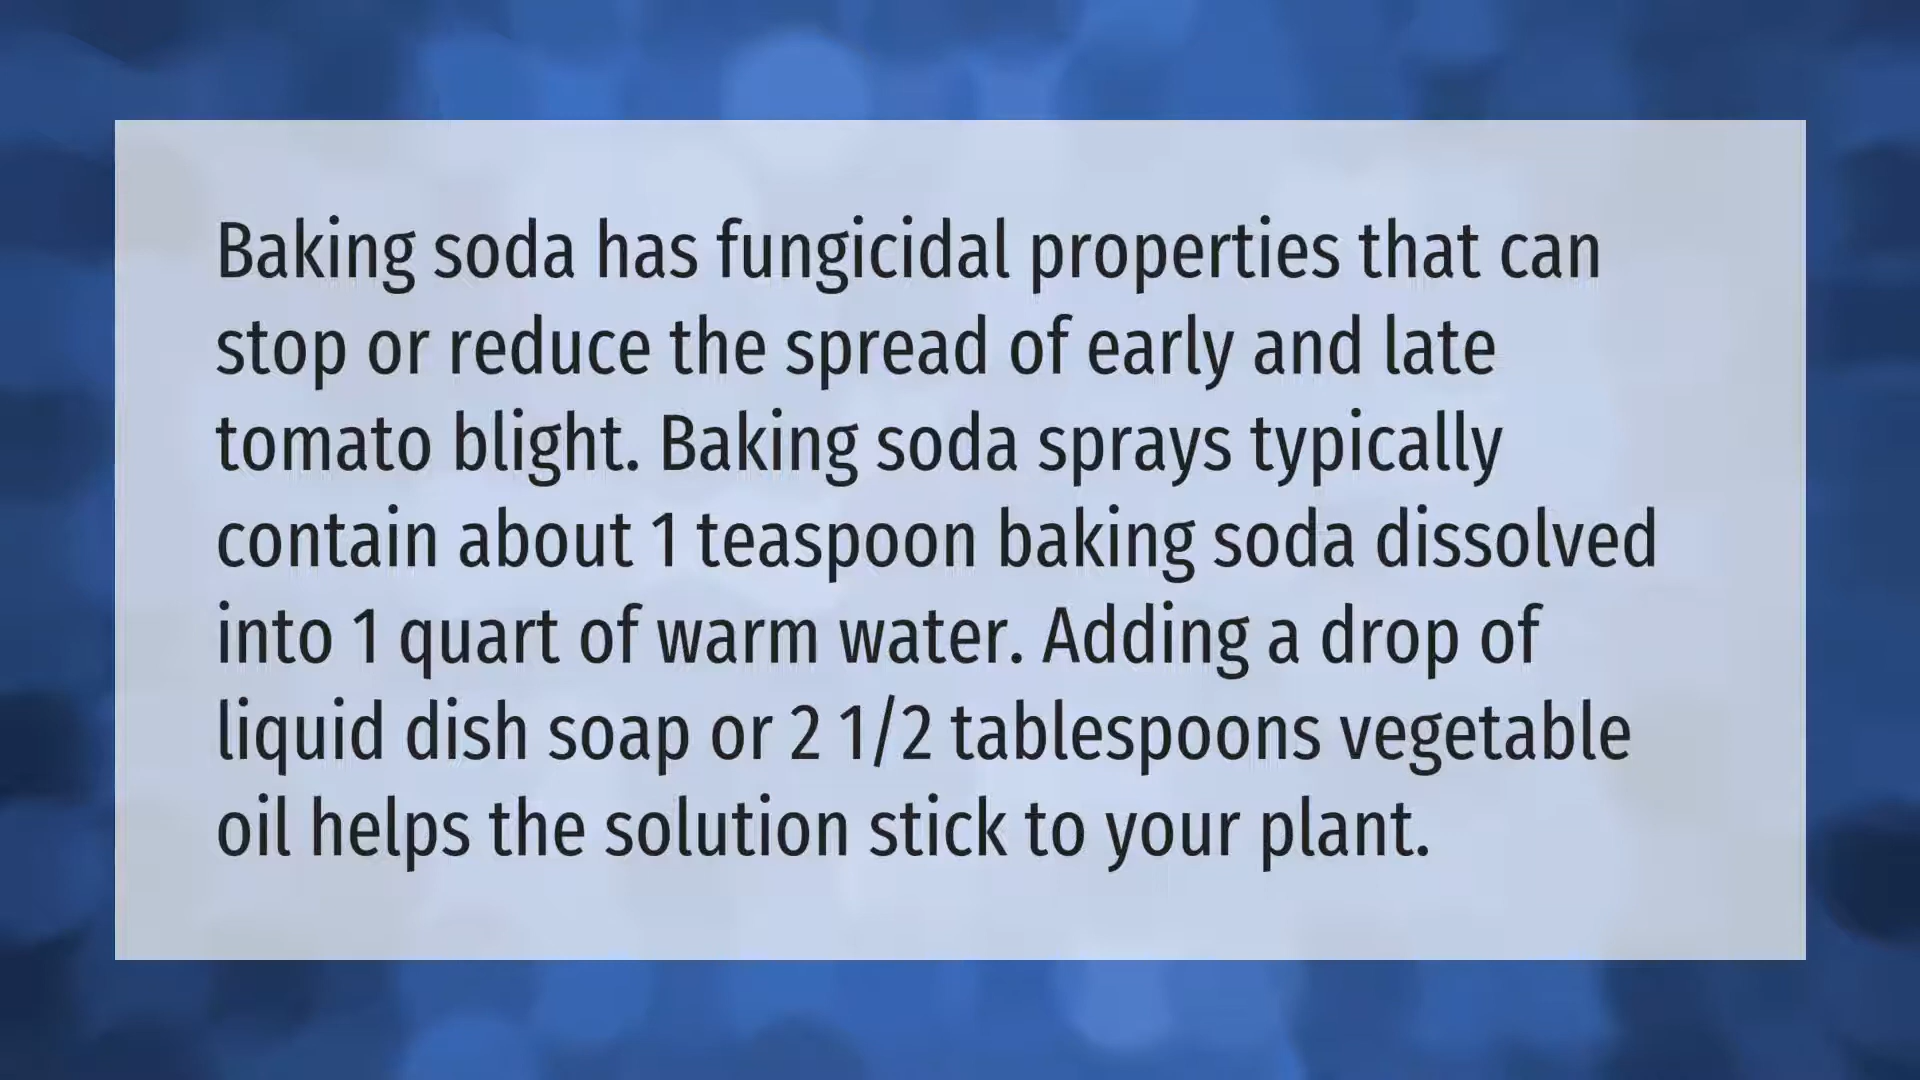 Baking soda has fungicidal properties that can
stop or reduce the spread of early and late
tomato blight. Baking soda sprays typically
contain about 1 teaspoon baking soda dissolved
into 1 quart of warm water. Adding a drop of
liquid dish soap or 2 1/2 tablespoons vegetable
oil helps the solution stick to your plant.